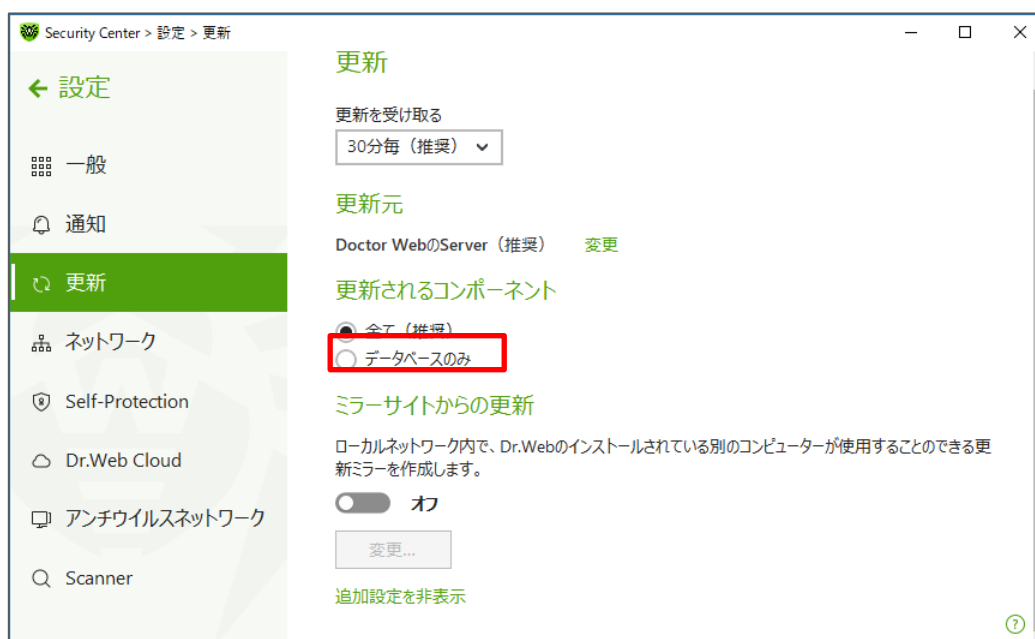 Security Center > 設定 > 更新
設定
一般
通知
更新
ネットワーク
Self-Protection
Dr.Web Cloud
アンチウイルスネットワーク
Scanner
更新
更新を受け取る
30分毎（推奨）
更新元
Doctor WebのServer（推奨） 変更
更新されるコンポーネント
全て（推奨）
データベースのみ
ミラーサイトからの更新
ローカルネットワーク内で、Dr.Webのインストールされている別のコンピューターが使用することのできる更
新ミラーを作成します。
オフ
変更...
追加設定を非表示
?